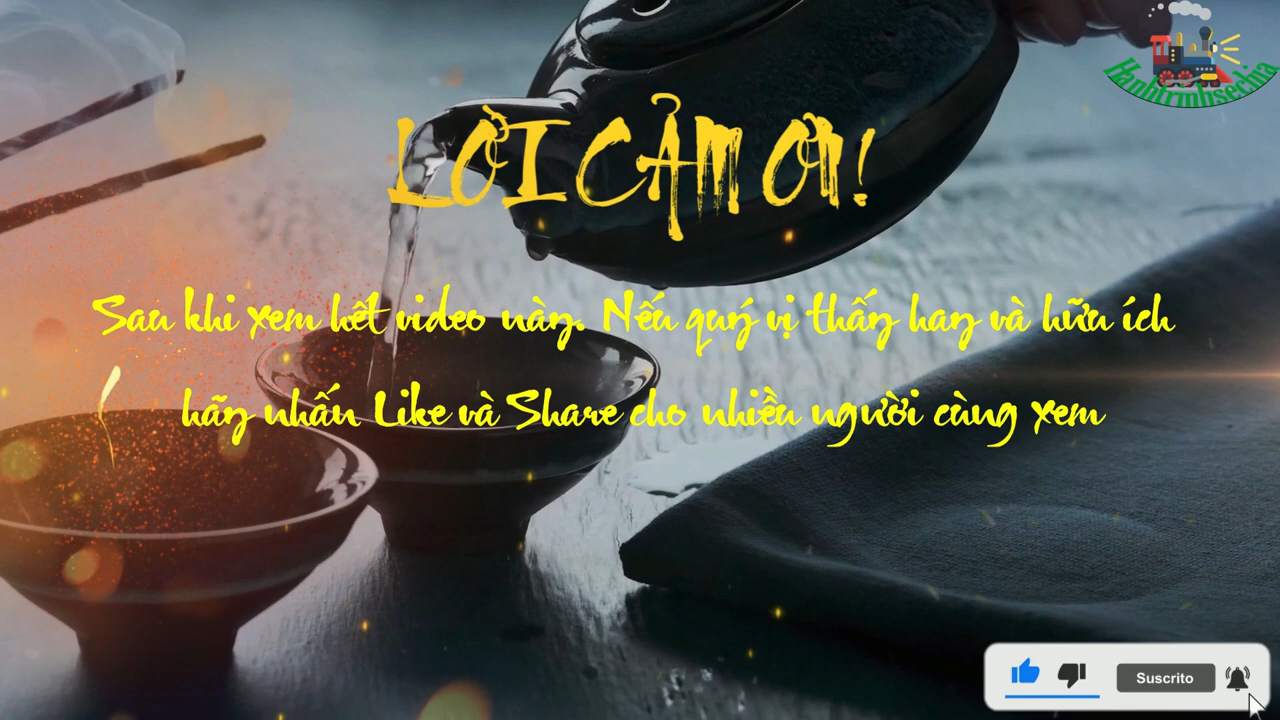 Hanhtrinhsechia
LỜI CẢM ƠN!
Sau khi xem hết video này. Nếu quý vị thấy hay và hữu ích
hãy nhấn Like và Share cho nhiều người cùng xem
Suscrito